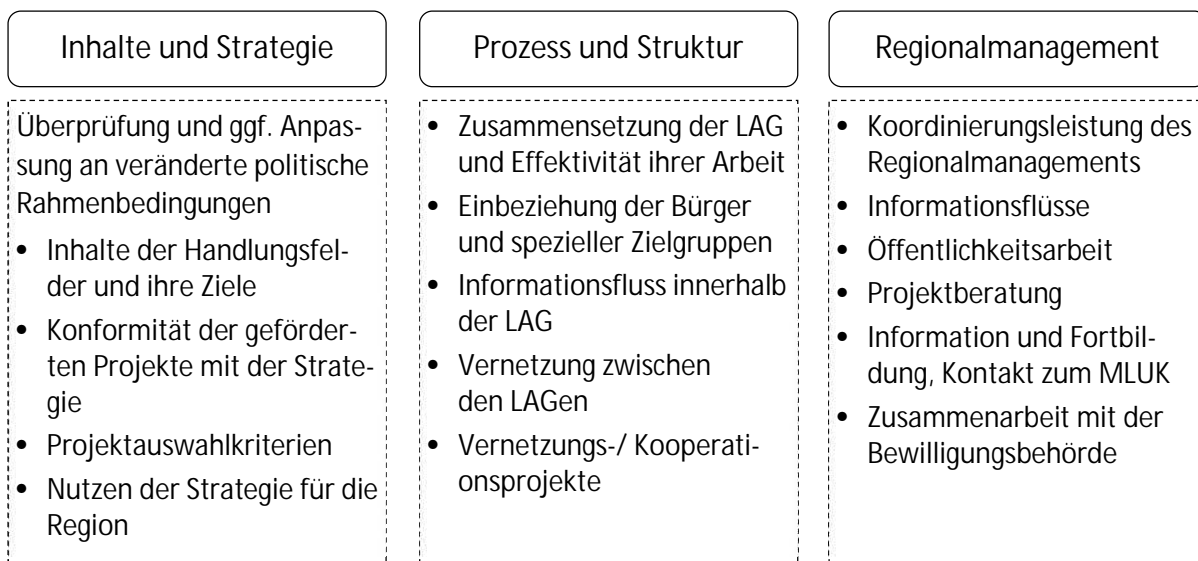 Inhalte und Strategie
Überprüfung und ggf. Anpas-
sung an veränderte politische
Rahmenbedingungen
• Inhalte der Handlungsfel-
der und ihre Ziele
• Konformität der geförder-
ten Projekte mit der Strate-
gie
• Projektauswahlkriterien
• Nutzen der Strategie für die
Region
Prozess und Struktur
• Zusammensetzung der LAG
und Effektivität ihrer Arbeit
• Einbeziehung der Bürger
und spezieller Zielgruppen
• Informationsfluss innerhalb
der LAG
• Vernetzung zwischen
den LAGen
• Vernetzungs-/ Kooperati-
onsprojekte
Regionalmanagement
• Koordinierungsleistung des
Regionalmanagements
• Informationsflüsse
• Öffentlichkeitsarbeit
• Projektberatung
• Information und Fortbil-
dung, Kontakt zum MLUK
• Zusammenarbeit mit der
Bewilligungsbehörde